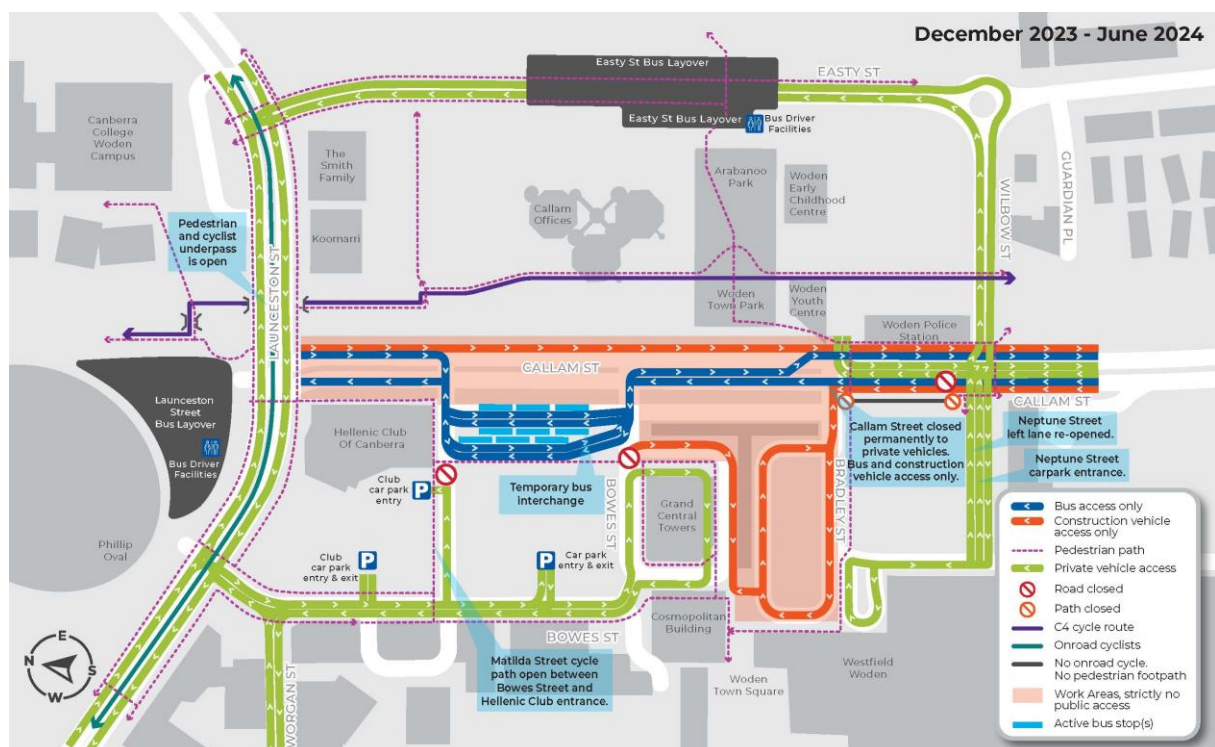 December 2023 - June 2024
Easty St Bus Layover
EASTY ST
Easty St Bus Layover
Bus Driver
Facilities
Canberra
College
Woden
Campus
The
Smith
Family
Koomarri
Callam
Offices
Arabanoo
Park
Woden
Early
Childhood
Centre
WILBOW ST
GUARDIAN PL
Pedestrian
and cyclist
underpass
is open
LAUNCESTON ST
Woden
Town Park
Woden
Youth
Centre
Woden Police
Station
CALLAM ST
CALLAM ST
Launceston
Street
Bus Layover
Bus Driver
Facilities
Hellenic Club
Of Canberra
Club
car park
entry
P
Temporary bus
interchange
BOWES ST
Grand
Central
Towers
BRADLEY ST
Callam Street closed
permanently to
private vehicles.
Bus and construction
vehicle access only.
Neptune Street
left lane re-opened.
Neptune Street
carpark entrance.
Phillip
Oval
Club
car park
entry & exit
P
Car park
entry & exit
P
BOWES ST
Cosmopolitan
Building
Matilda Street cycle
path open between
Bowes Street and
Hellenic Club entrance.
WORGAN ST
Woden
Town Square
Westfield
Woden
N
E
S
W
Bus access only
Construction vehicle
access only
Pedestrian path
Private vehicle access
Road closed
Path closed
C4 cycle route
Onroad cyclists
No onroad cycle.
No pedestrian footpath
Work Areas, strictly no
public access
Active bus stop(s)